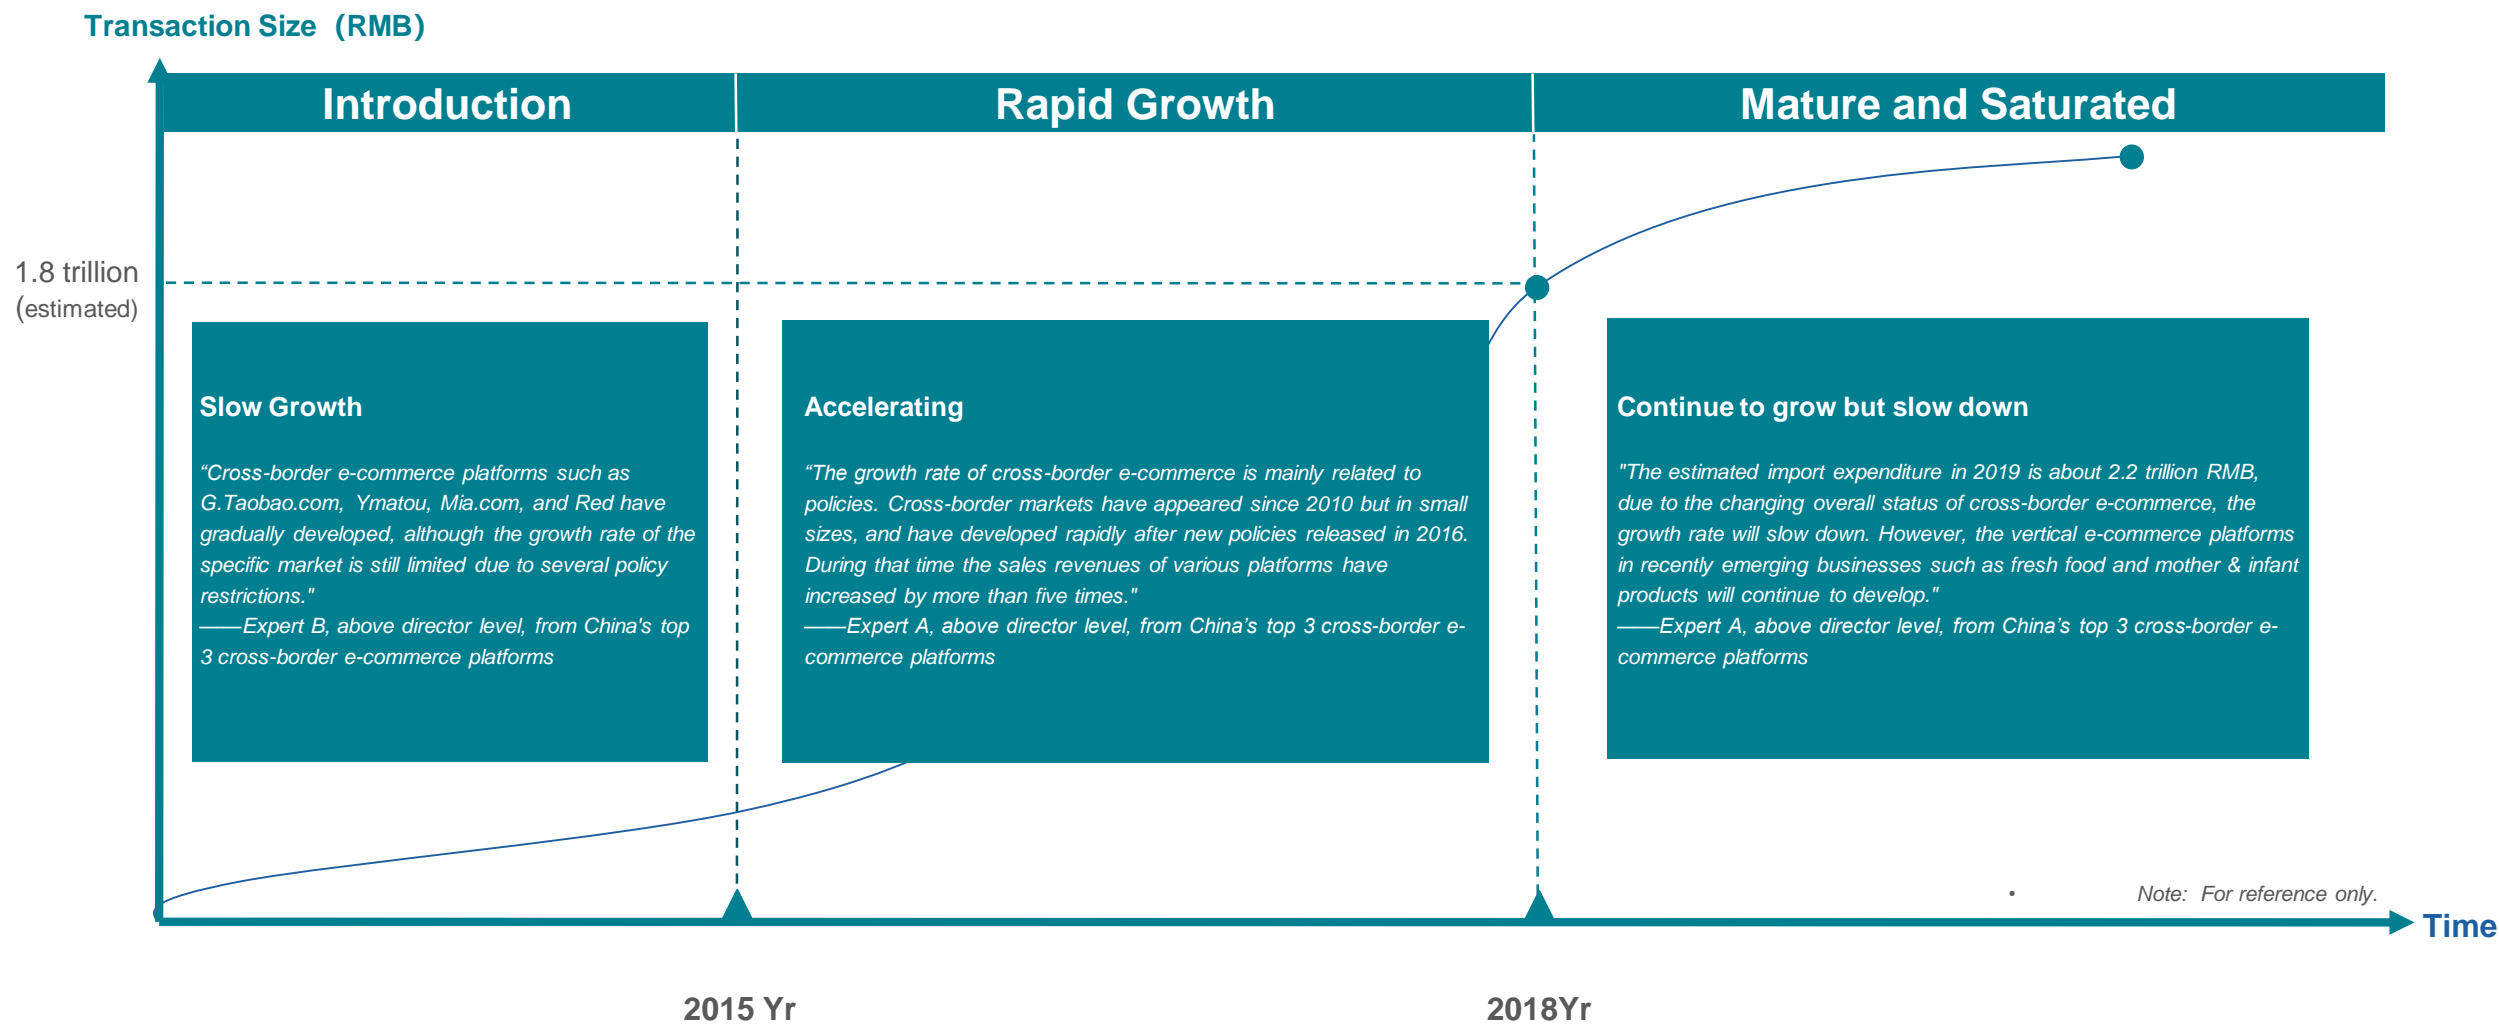 Transaction Size（RMB）
Introduction
Rapid Growth
Mature and Saturated
1.8 trillion
(estimated)
Slow Growth
“Cross-border e-commerce platforms such as
G.Taobao.com, Ymatou, Mia.com, and Red have
gradually developed, although the growth rate of the
specific market is still limited due to several policy
restrictions."
——Expert B, above director level, from China's top
3 cross-border e-commerce platforms
Accelerating
“The growth rate of cross-border e-commerce is mainly related to
policies. Cross-border markets have appeared since 2010 but in small
sizes, and have developed rapidly after new policies released in 2016.
During that time the sales revenues of various platforms have
increased by more than five times."
——Expert A, above director level, from China’s top 3 cross-border e-
commerce platforms
Continue to grow but slow down
"The estimated import expenditure in 2019 is about 2.2 trillion RMB,
due to the changing overall status of cross-border e-commerce, the
growth rate will slow down. However, the vertical e-commerce platforms
in recently emerging businesses such as fresh food and mother & infant
products will continue to develop."
——Expert A, above director level, from China’s top 3 cross-border e-
commerce platforms
• Note: For reference only.
Time
2015 Yr
2018Yr